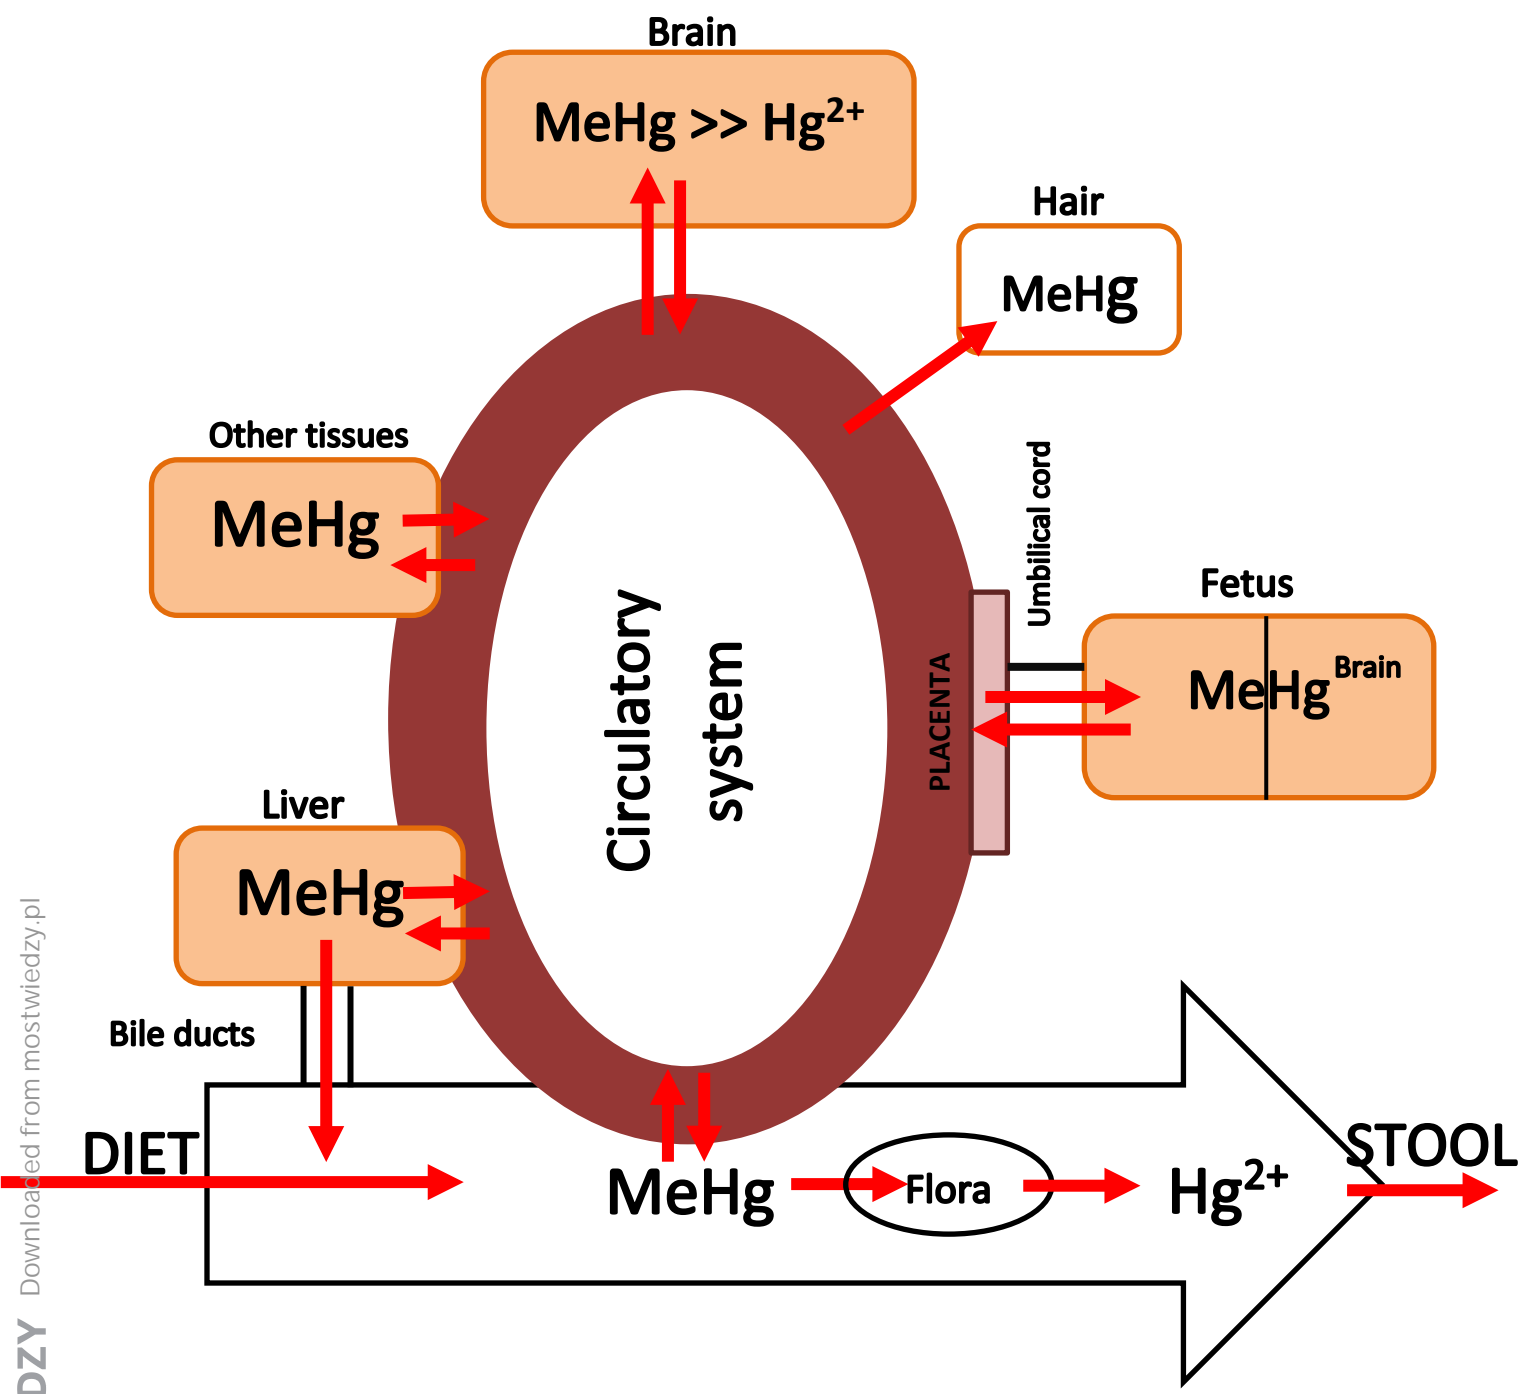 Brain
MeHg >> Hg²⁺
Hair
MeHg
Other tissues
MeHg
Umbilical cord
Fetus
MeHg
Brain
PLACENTA
Circulatory
system
Liver
MeHg
Bile ducts
DIET
MeHg
Flora
Hg²⁺
STOOL
Downloaded from mostwiedzy.pl
DZY